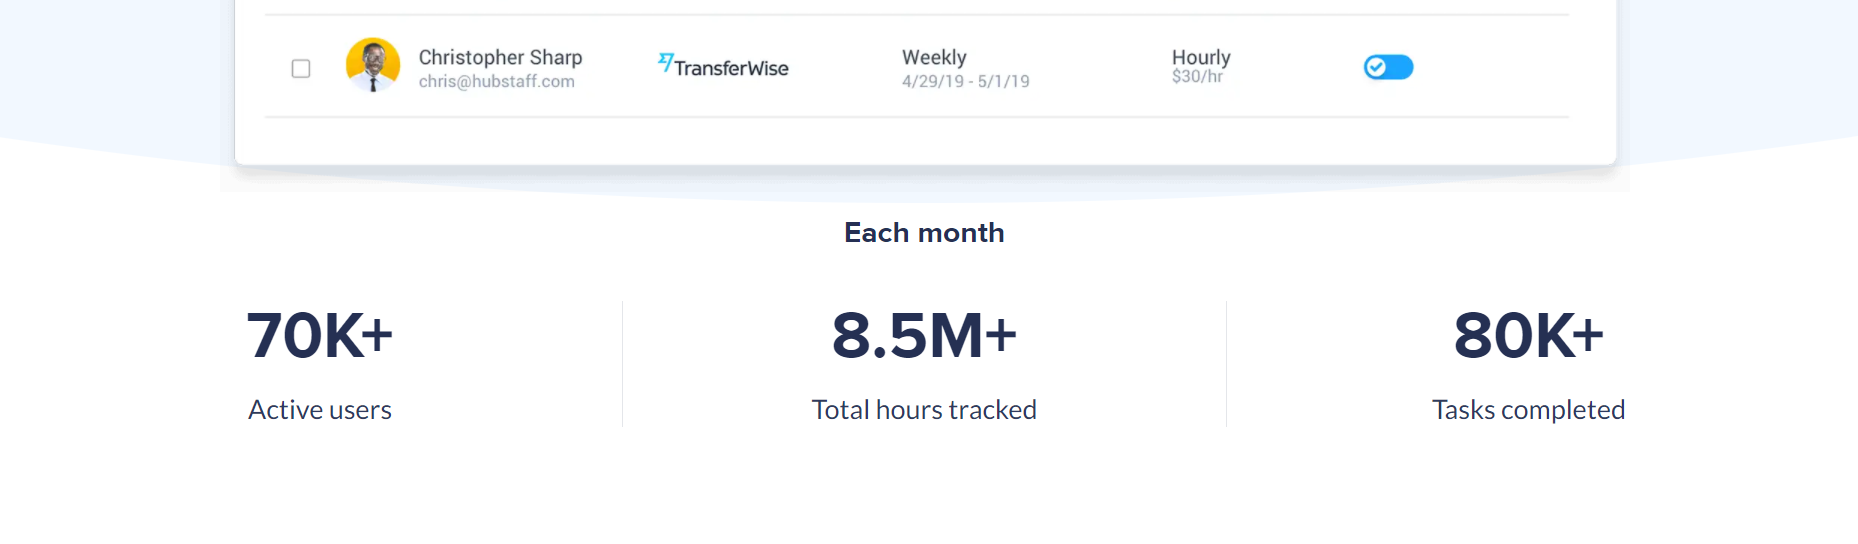 Christopher Sharp
chris@hubstaff.com
TransferWise
Weekly
4/29/19 - 5/1/19
Hourly
$30/hr
Each month
70K+
Active users
8.5M+
Total hours tracked
80K+
Tasks completed